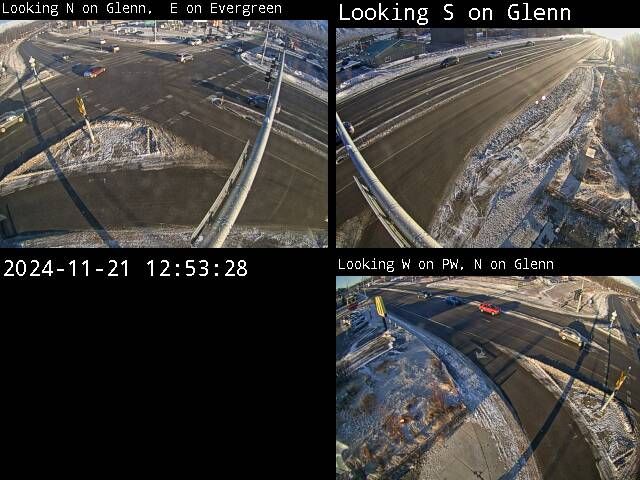 Looking N on Glenn,  E on Evergreen
Looking S on Glenn
2024-11-21 12:53:28
Looking W on PW, N on Glenn